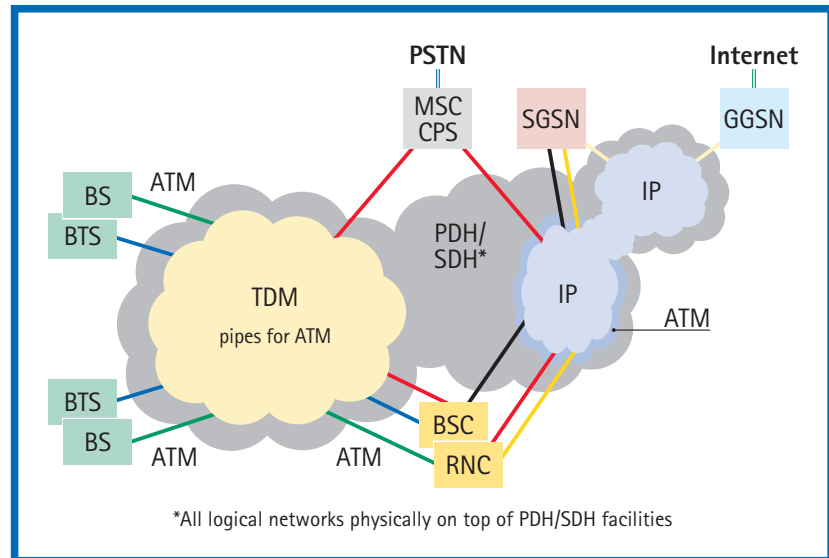 PSTN
Internet
MSC
CPS
SGSN
GGSN
ATM
BS
BTS
IP
PDH/
SDH*
TDM
pipes for ATM
IP
ATM
BTS
BS
ATM
ATM
BSC
RNC
*All logical networks physically on top of PDH/SDH facilities